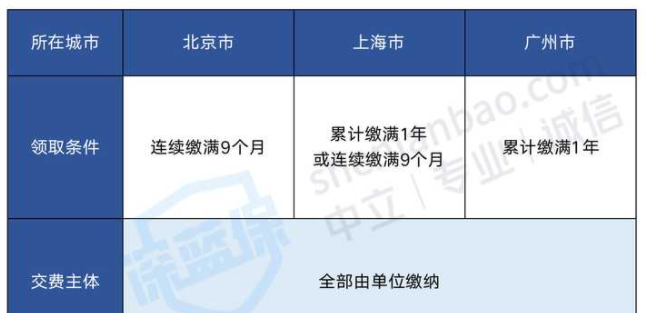 所在城市 北京市 上海市 广州市
领取条件 连续缴满9个月 累计缴满1年
或连续缴满9个月 累计缴满1年
交费主体 全部由单位缴纳
深蓝保
shenlanbao.com
中立｜专业｜诚信